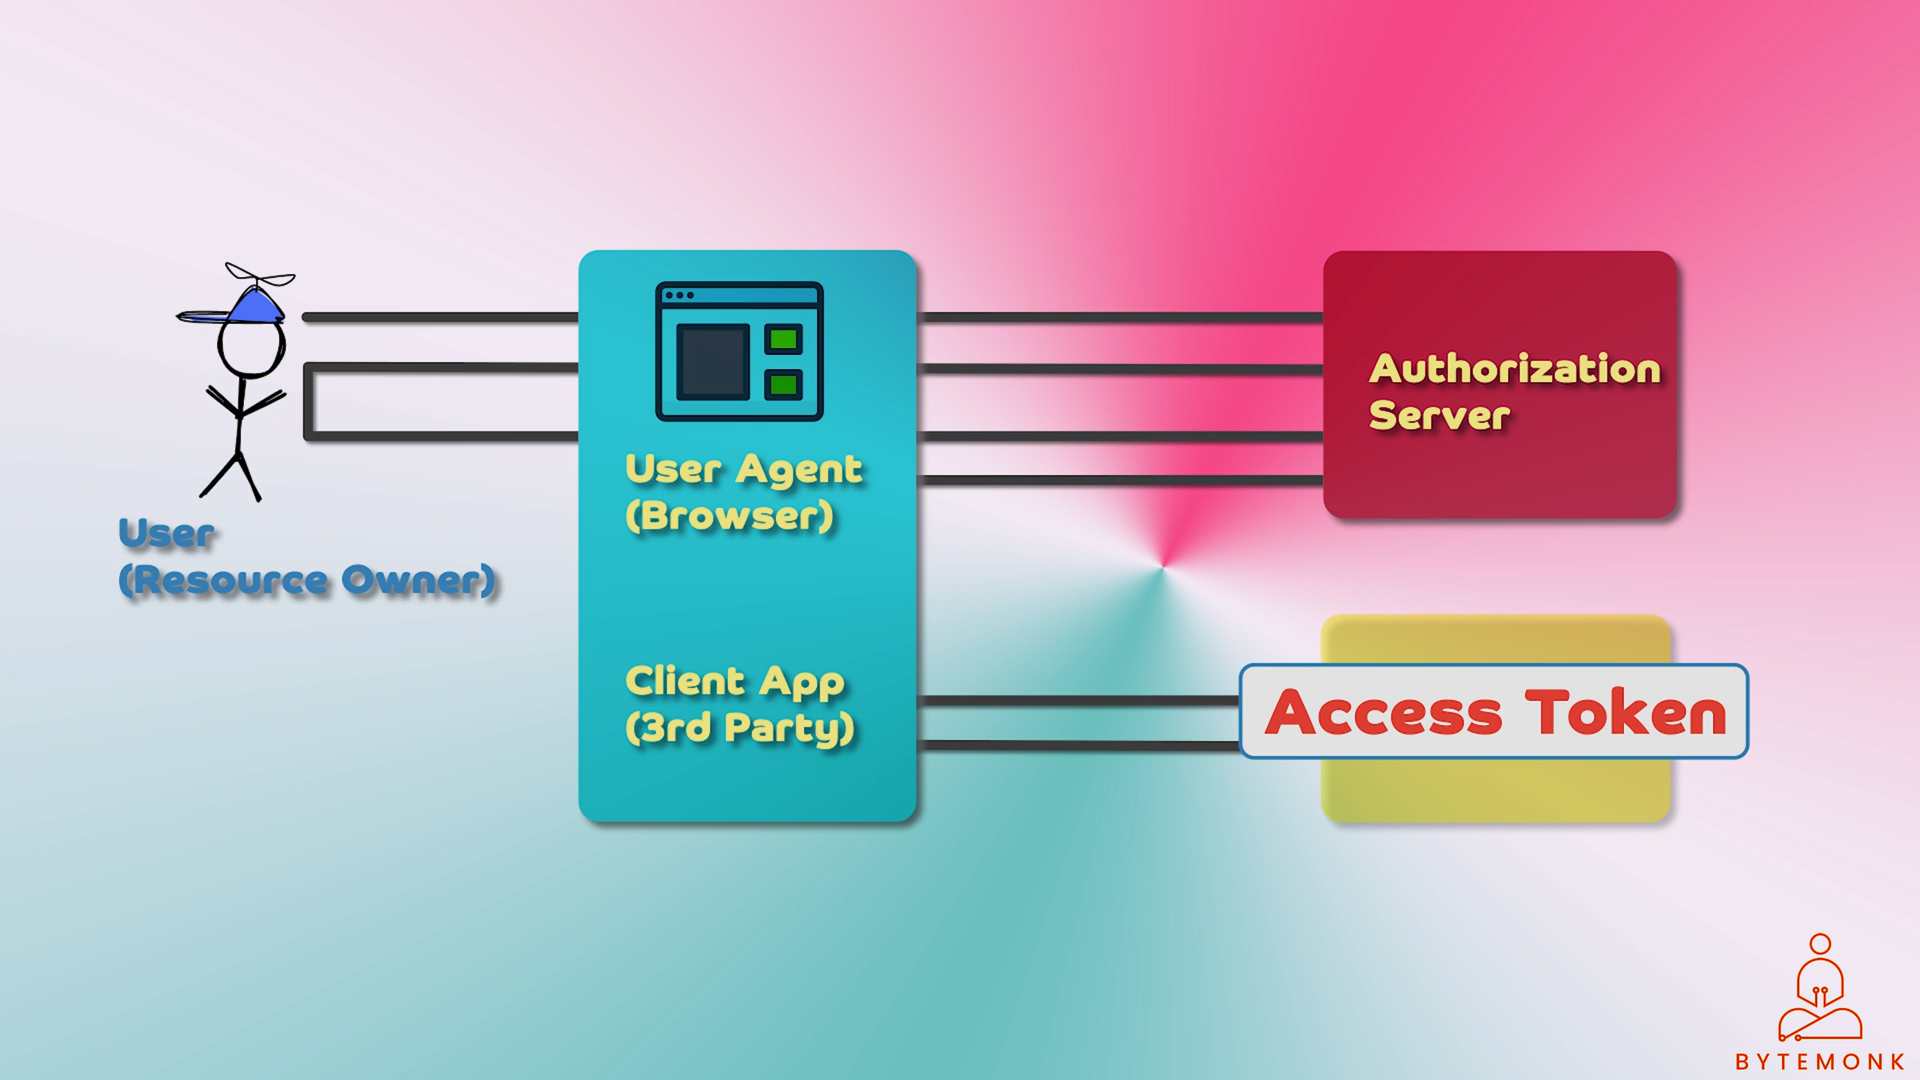 User
(Resource Owner)
User Agent
(Browser)
Client App
(3rd Party)
Authorization
Server
Access Token
BYTEMONK